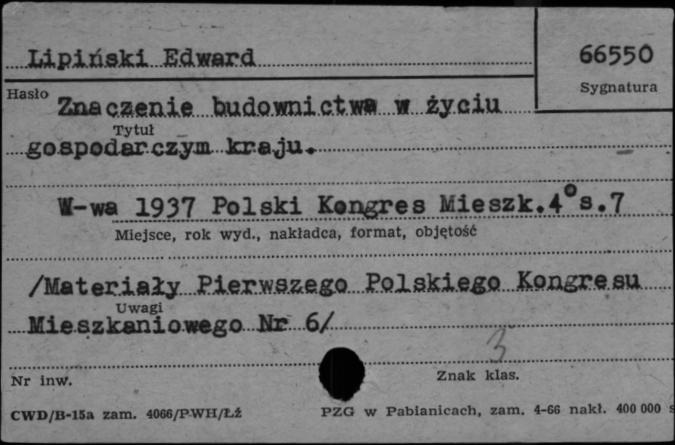 Lipiński Edward
66550
Sygnatura
Hasło
Znaczenie budownictwa w życiu
Tytuł
gospodarczym kraju.
W-wa 1937 Polski Kongres Mieszk.4° s.7
Miejsce, rok wyd., nakładca, format, objętość
/Materiały Pierwszego Polskiego Kongresu
Uwagi
Mieszkaniowego Nr 6/
3
Nr inw.
Znak klas.
CWD/B-15a zam. 4066/PWH/Łź
PZG w Pabianicach, zam. 4-66 nakł. 400 000 s